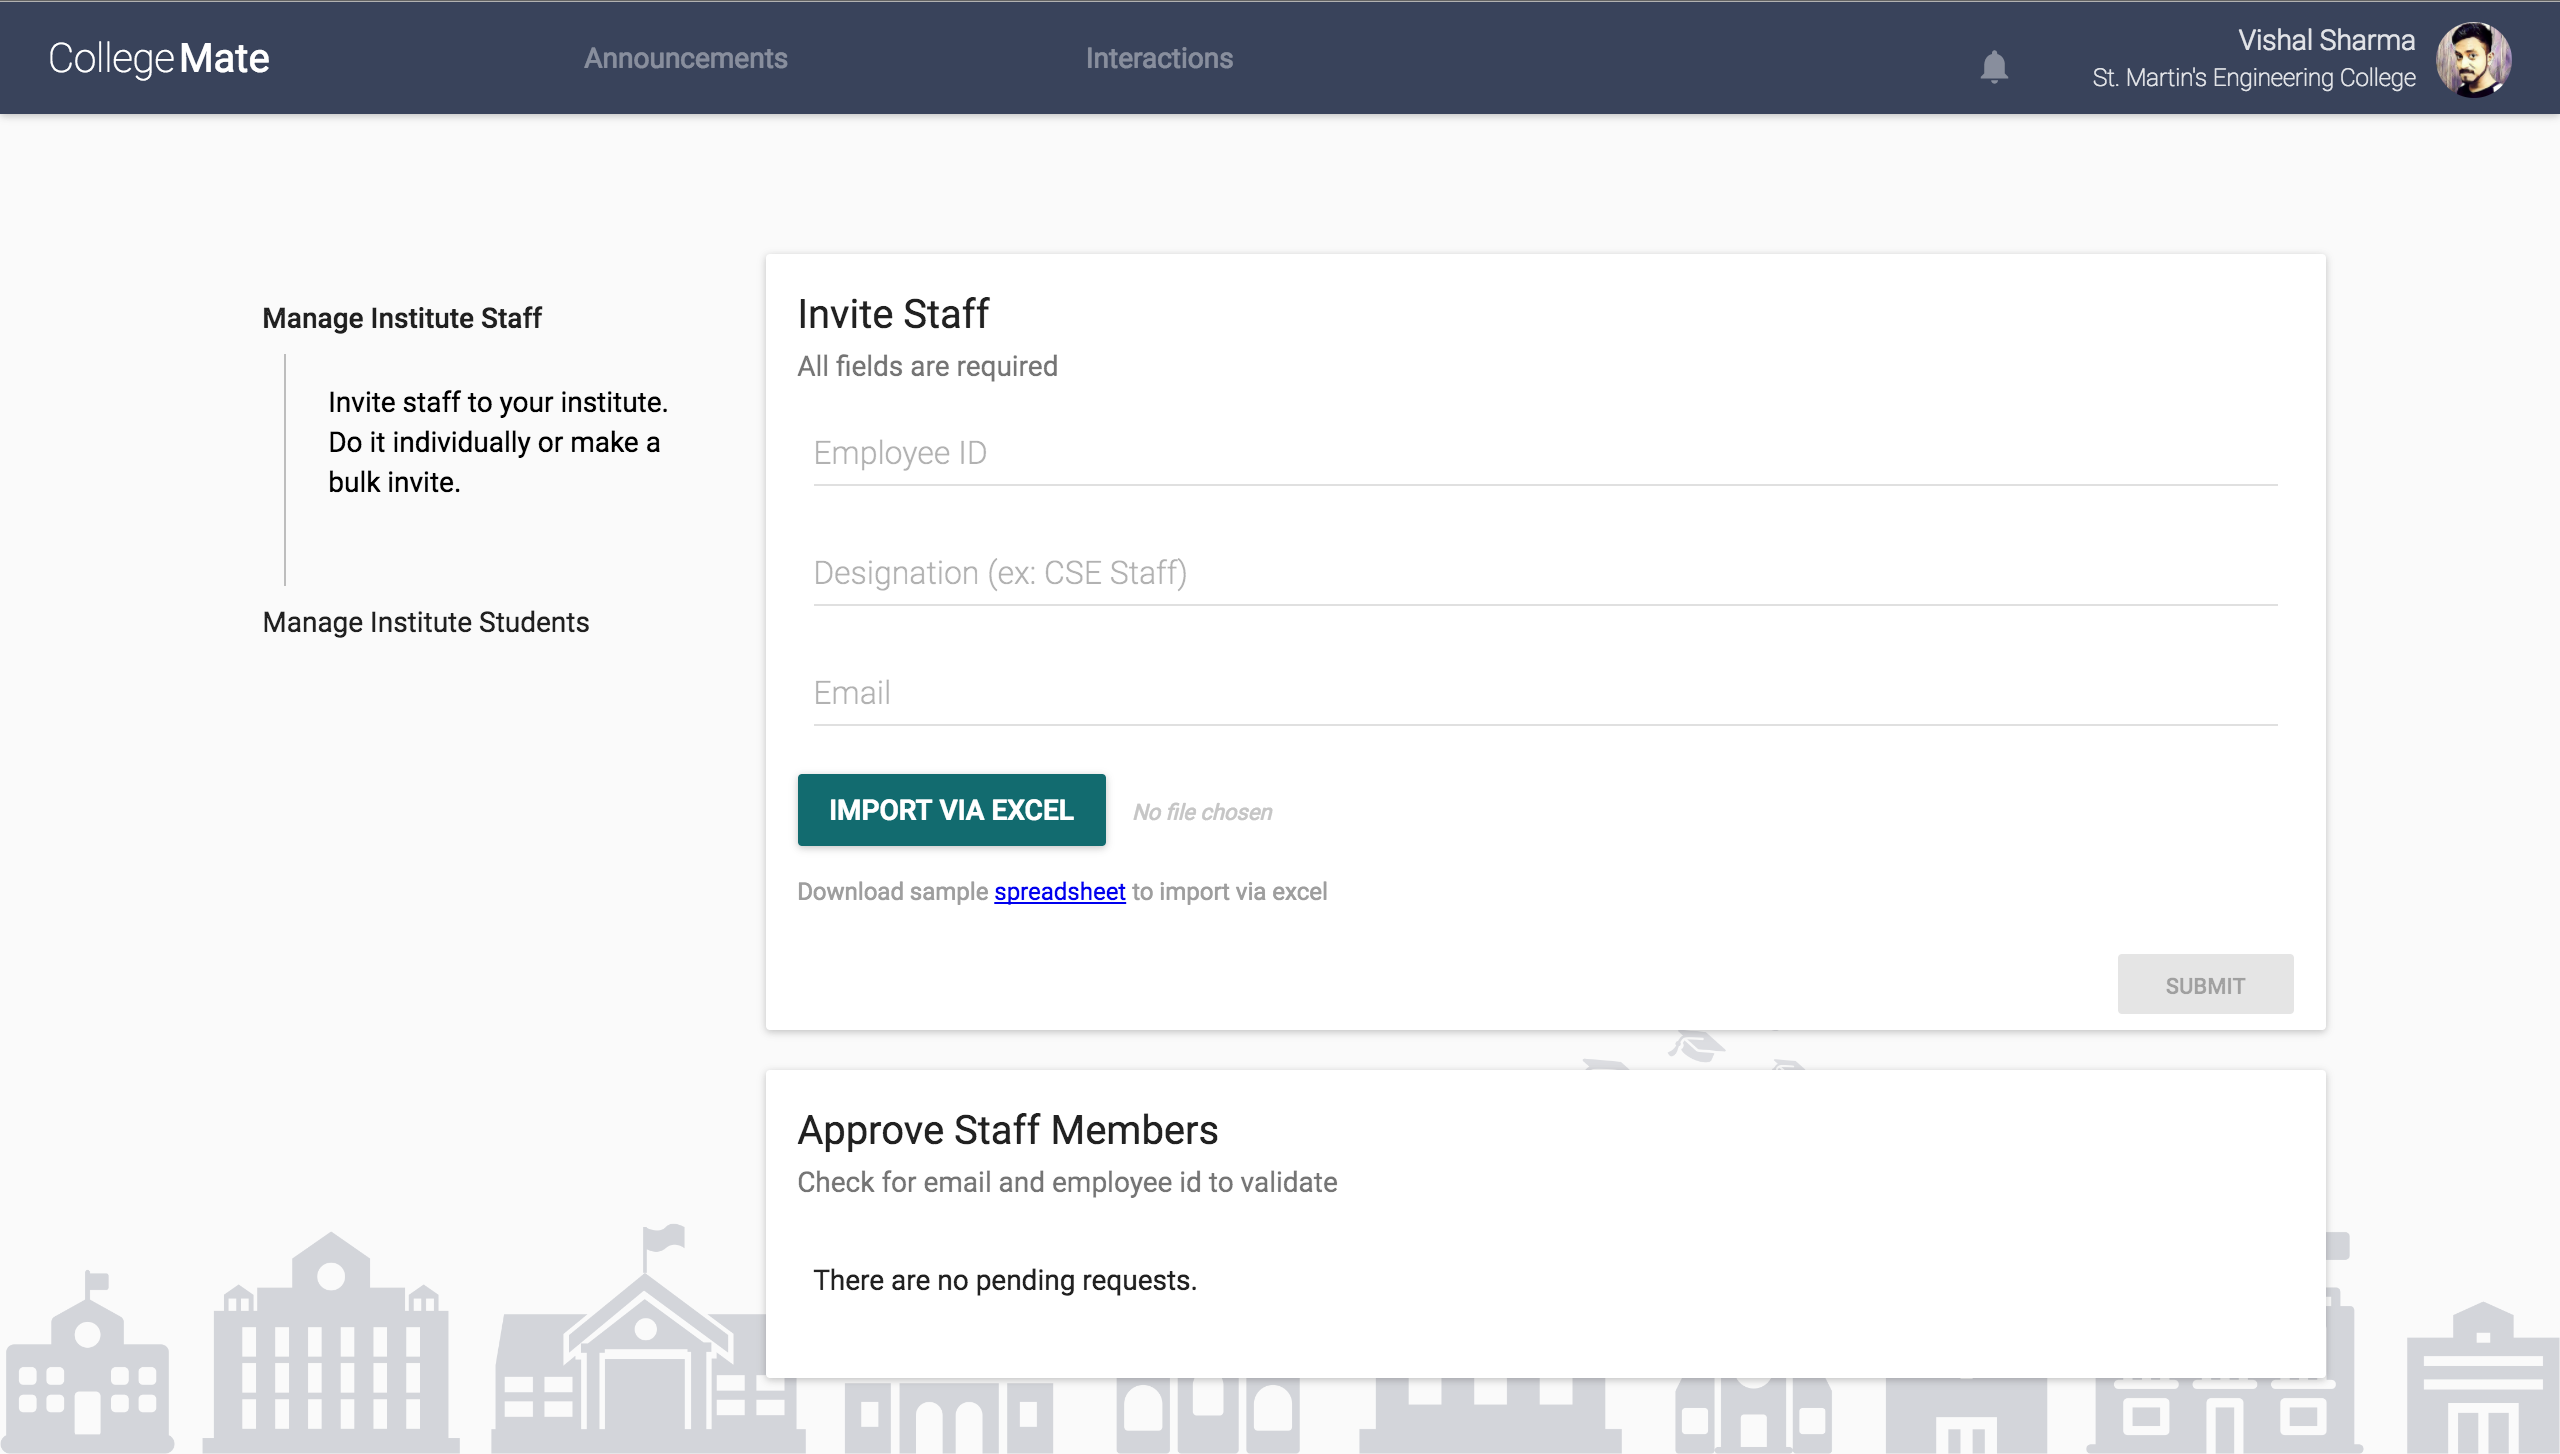 CollegeMate
Announcements
Interactions
Vishal Sharma
St. Martin's Engineering College
Manage Institute Staff
Invite staff to your institute.
Do it individually or make a
bulk invite.
Manage Institute Students
Invite Staff
All fields are required
Employee ID
Designation (ex: CSE Staff)
Email
IMPORT VIA EXCEL
No file chosen
Download sample spreadsheet to import via excel
SUBMIT
Approve Staff Members
Check for email and employee id to validate
There are no pending requests.